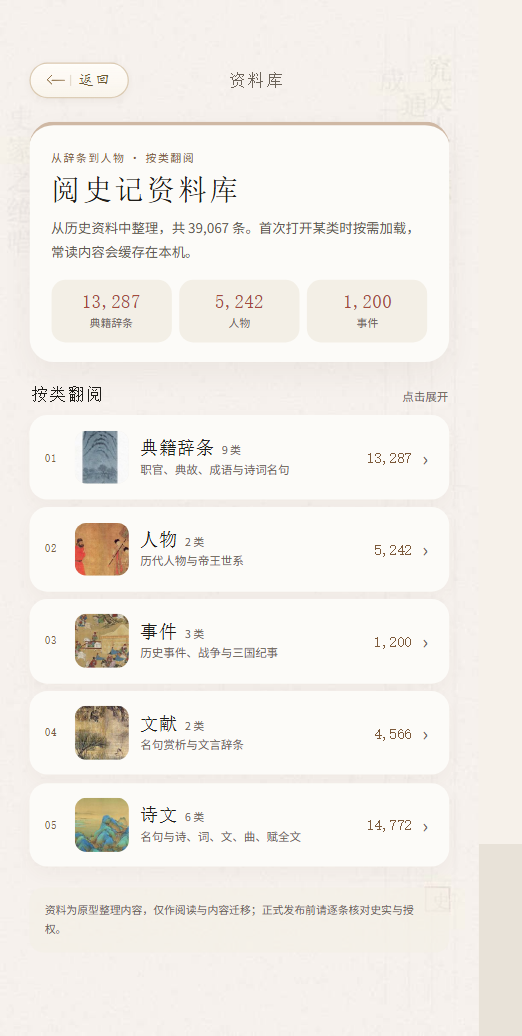 返回
资料库
从辞条到人物 · 按类翻阅
阅史记资料库
从历史资料中整理，共 39,067 条。首次打开某类时按需加载，
常读内容会缓存在本机。
13,287
典籍辞条
5,242
人物
1,200
事件
按类翻阅
点击展开
01
典籍辞条 9 类
职官、典故、成语与诗词名句
13,287
02
人物 2 类
历代人物与帝王世系
5,242
03
事件 3 类
历史事件、战争与三国纪事
1,200
04
文献 2 类
名句赏析与文言辞条
4,566
05
诗文 6 类
名句与诗、词、文、曲、赋全文
14,772
资料为原型整理内容，仅作阅读与内容迁移；正式发布前请逐条核对史实与授
权。
史家之绝唱
究天
通
成